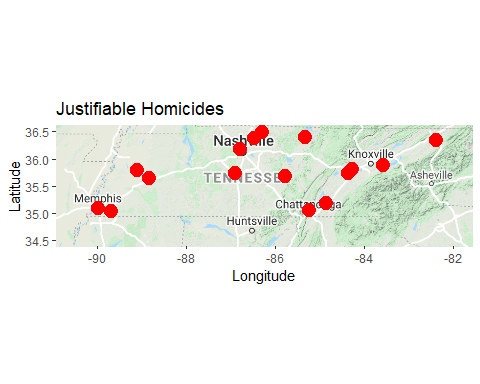 Justifiable Homicides
36.5
36.0
35.5
35.0
34.5
Latitude
Nashville
Knoxville
TENNESSEE
Asheville
Memphis
Chattanooga
Huntsville
-90
-88
-86
-84
-82
Longitude